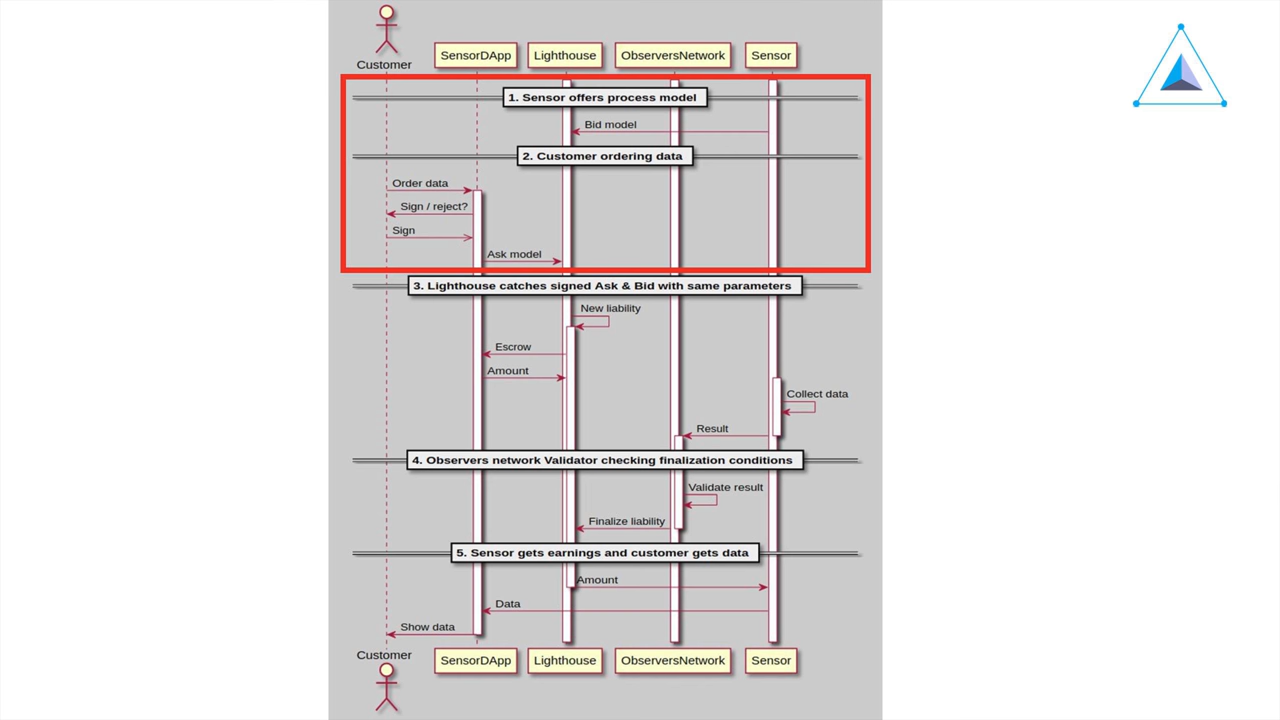 Customer
SensorDApp
Lighthouse
ObserversNetwork
Sensor
1. Sensor offers process model
Bid model
2. Customer ordering data
Order data
Sign / reject?
Sign
Ask model
3. Lighthouse catches signed Ask & Bid with same parameters
New liability
Escrow
Amount
Collect data
Result
4. Observers network Validator checking finalization conditions
Validate result
Finalize liability
5. Sensor gets earnings and customer gets data
Amount
Data
Show data
Customer
SensorDApp
Lighthouse
ObserversNetwork
Sensor